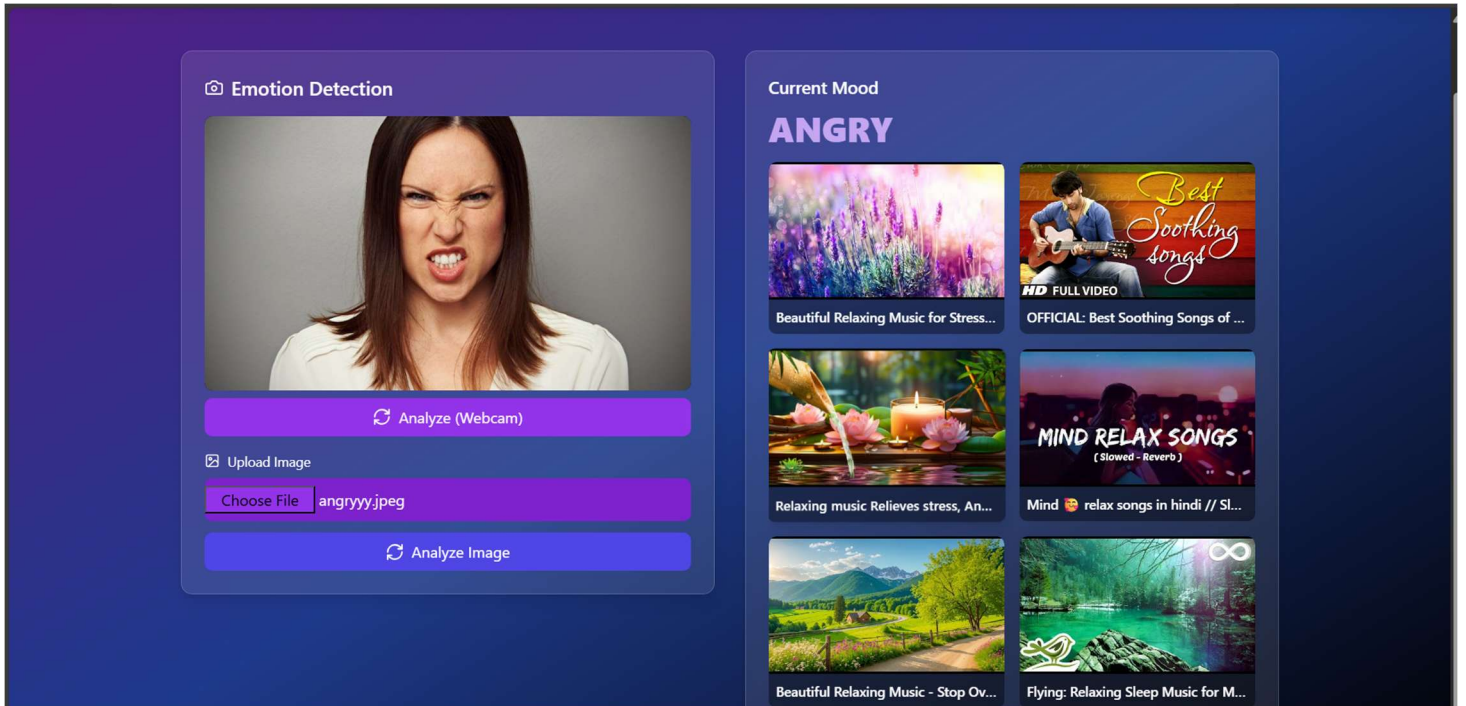 Emotion Detection
Analyze (Webcam)
Upload Image
Choose File angryyy.jpeg
Analyze Image
Current Mood
ANGRY
Best
Soothing
songs
HD FULL VIDEO
Beautiful Relaxing Music for Stress...
OFFICIAL: Best Soothing Songs of ...
MIND RELAX SONGS
( Slowed - Reverb )
Relaxing music Relieves stress, An...
Mind 🥰 relax songs in hindi // Sl...
Beautiful Relaxing Music - Stop Ov...
Flying: Relaxing Sleep Music for M...